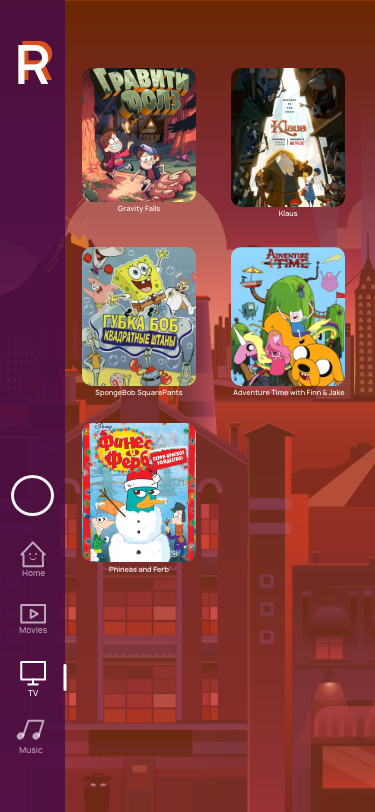 R
ГРАВИТИ
ФОЛЗ
Gravity Falls
Klaus
NETFLIX
Klaus
ГУБКА БОБ
КВАДРАТНЫЕ ШТАНЫ
SpongeBob SquarePants
ADVENTURE
TIME
Adventure Time with Finn & Jake
Disney
Финес
и
Ферб
Phineas and Ferb
Home
Movies
TV
Music